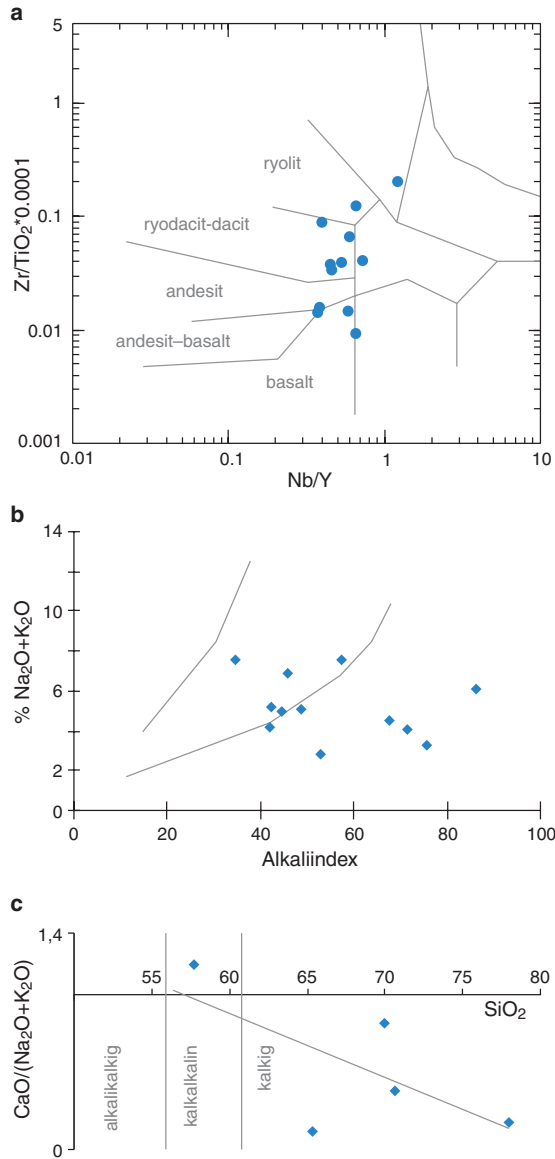 a
5
1
0.1
0.01
0.001
Zr/TiO₂*0.0001
ryolit
ryodacit-dacit
andesit
andesit–basalt
basalt
0.01 0.1 1 10
Nb/Y
b
14
10
6
2
0
% Na₂O+K₂O
0 20 40 60 80 100
Alkaliindex
c
1,4
55 60 65 70 75 80
SiO₂
CaO/(Na₂O+K₂O)
alkalikalkig
kalkalkalin
kalkig
0